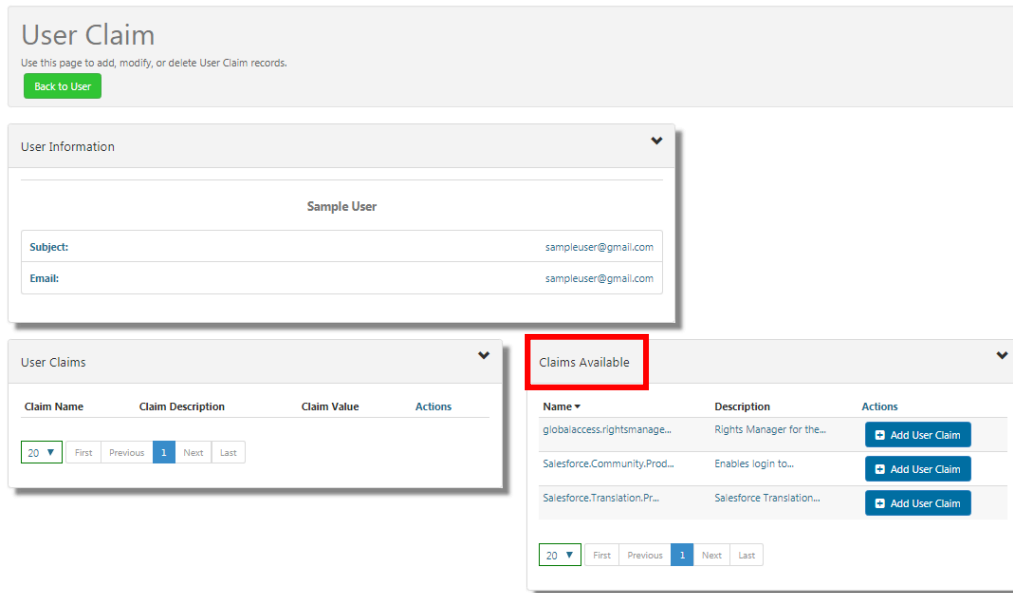 User Claim
Use this page to add, modify, or delete User Claim records.
Back to User
User Information
Sample User
Subject: sampleuser@gmail.com
Email: sampleuser@gmail.com
User Claims
Claim Name Claim Description Claim Value Actions
20 First Previous 1 Next Last
Claims Available
Name Description Actions
globalaccess.rightsmanage... Rights Manager for the... Add User Claim
Salesforce.Community.Prod... Enables login to... Add User Claim
Salesforce.Translation.Pr... Salesforce Translation... Add User Claim
20 First Previous 1 Next Last